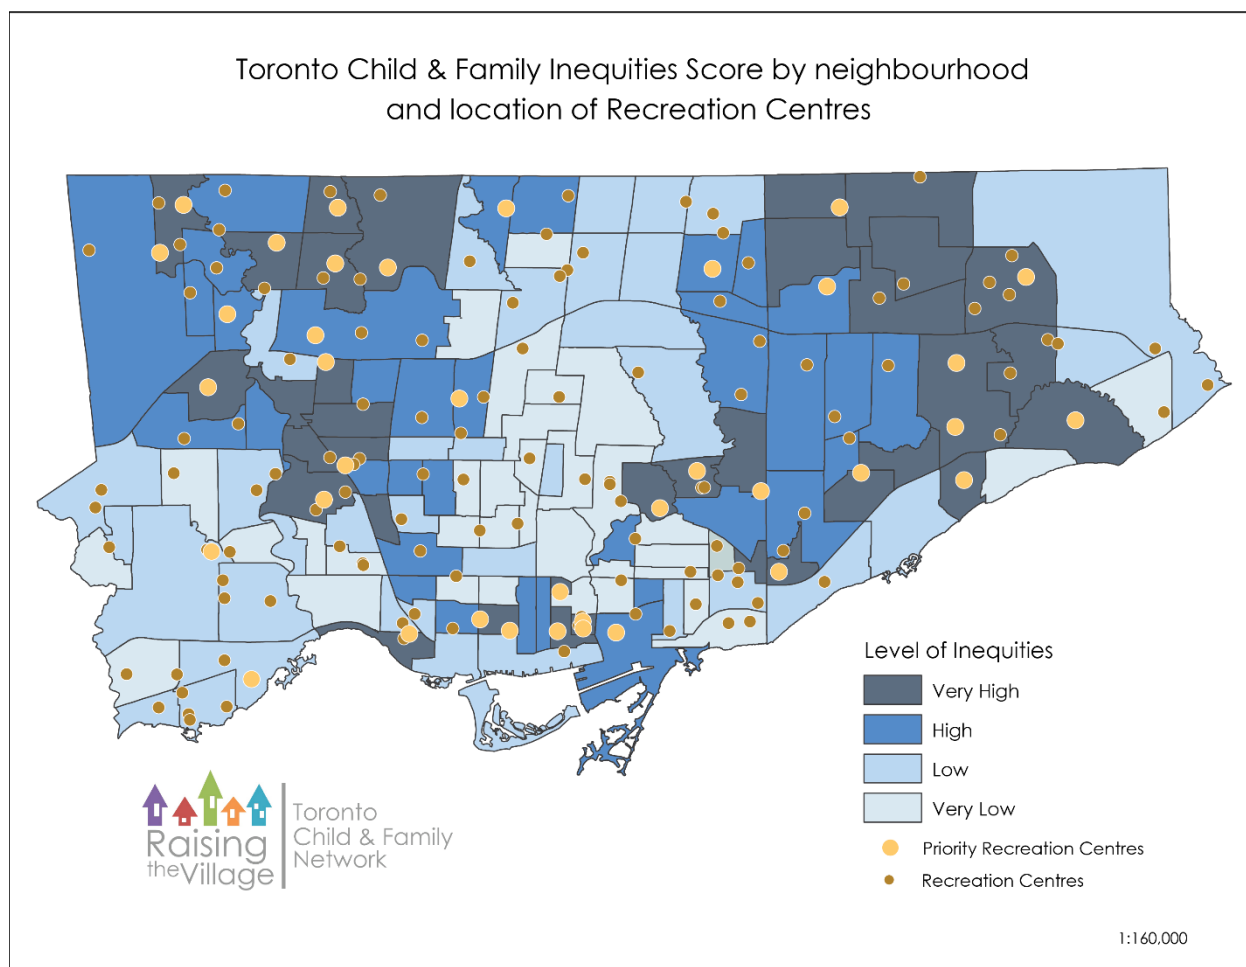 Toronto Child & Family Inequities Score by neighbourhood
and location of Recreation Centres
Level of Inequities
Very High
High
Low
Very Low
Priority Recreation Centres
Recreation Centres
Raising
the Village
Toronto
Child & Family
Network
1:160,000